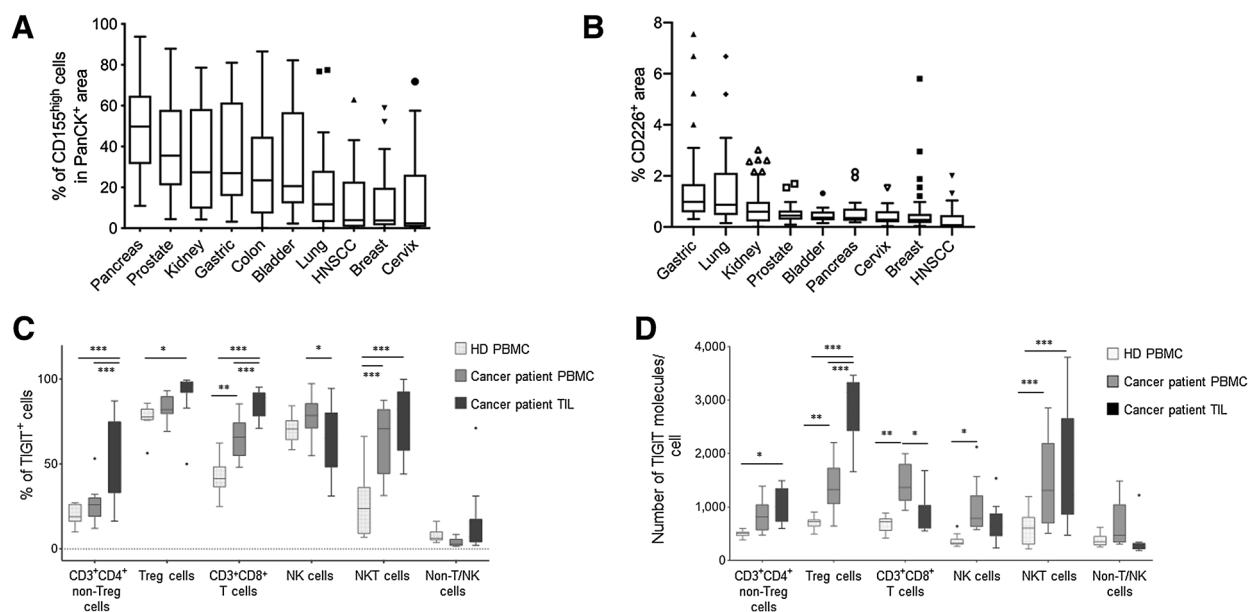 A
% of CD155high cells
in PanCK+ area
100
80
60
40
20
0
Pancreas
Prostate
Kidney
Gastric
Colon
Bladder
Lung
HNSCC
Breast
Cervix
B
% CD226+ area
8
6
4
2
0
Gastric
Lung
Kidney
Prostate
Bladder
Pancreas
Cervix
Breast
HNSCC
C
% of TIGIT+ cells
100
50
0
***
***
*
**
***
***
*
***
***
HD PBMC
Cancer patient PBMC
Cancer patient TIL
CD3+CD4+
non-Treg
cells
Treg cells
CD3+CD8+
T cells
NK cells
NKT cells
Non-T/NK
cells
D
Number of TIGIT molecules/
cell
4,000
3,000
2,000
1,000
0
*
**
***
***
**
*
*
***
***
HD PBMC
Cancer patient PBMC
Cancer patient TIL
CD3+CD4+
non-Treg
cells
Treg cells
CD3+CD8+
T cells
NK cells
NKT cells
Non-T/NK
cells